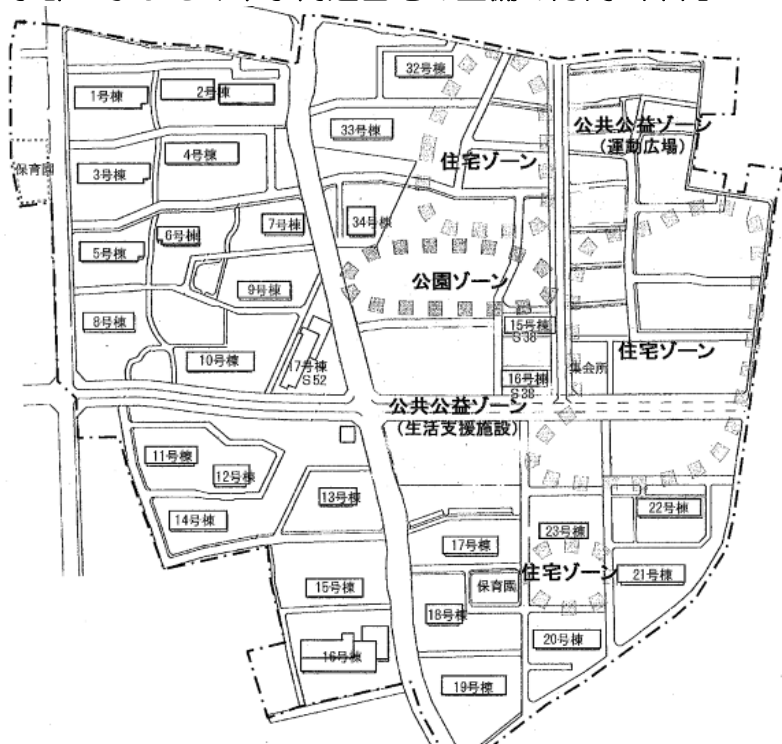 32号棟
1号棟
2号棟
33号棟
公共公益ゾーン
(運動広場)
住宅ゾーン
4号棟
保育園
3号棟
7号棟
34号棟
6号棟
5号棟
公園ゾーン
9号棟
8号棟
15号棟
S38
10号棟
17号棟
S52
集会所
住宅ゾーン
16号棟
S38
公共公益ゾーン
(生活支援施設)
11号棟
12号棟
13号棟
14号棟
22号棟
23号棟
17号棟
住宅ゾーン
21号棟
保育園
15号棟
18号棟
20号棟
16号棟
19号棟